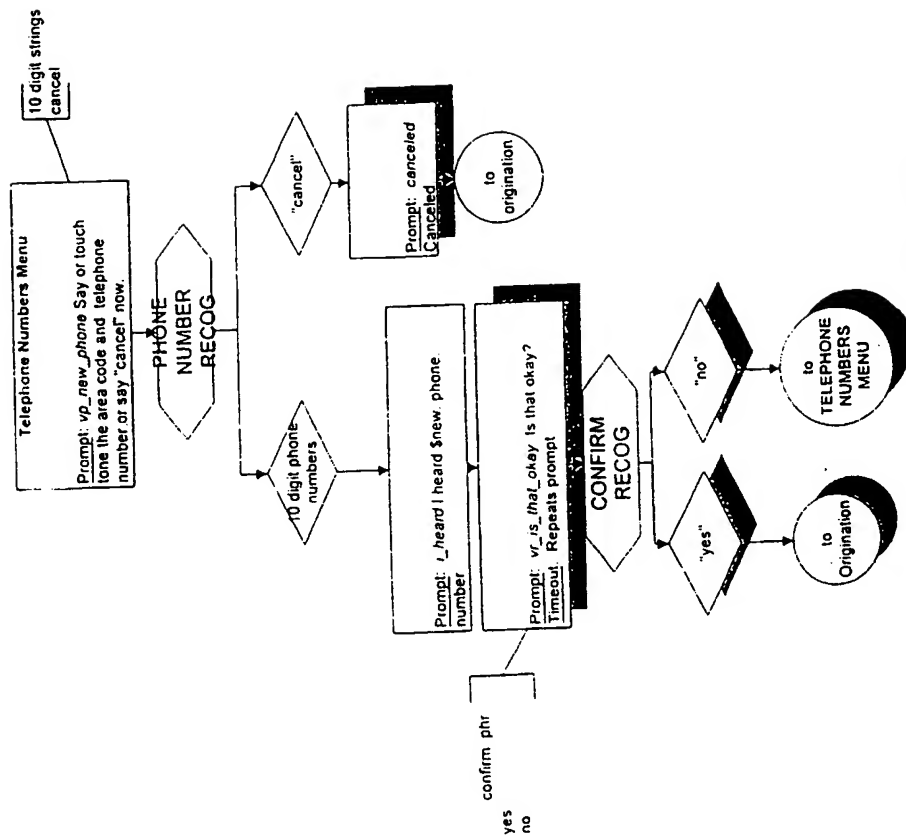 10 digit strings
cancel
Telephone Numbers Menu
Prompt: vp_new_phone Say or touch
tone the area code and telephone
number or say "cancel" now.
PHONE
NUMBER
RECOG
10 digit phone
numbers
"cancel"
Prompt: canceled
Canceled
to
origination
Prompt: i_heard I heard $new. phone.
number
Prompt: vr_is_that_okay Is that okay?
Timeout: Repeats prompt
confirm phr
yes
no
CONFIRM
RECOG
"yes"
"no"
to
Origination
to
TELEPHONE
NUMBERS
MENU